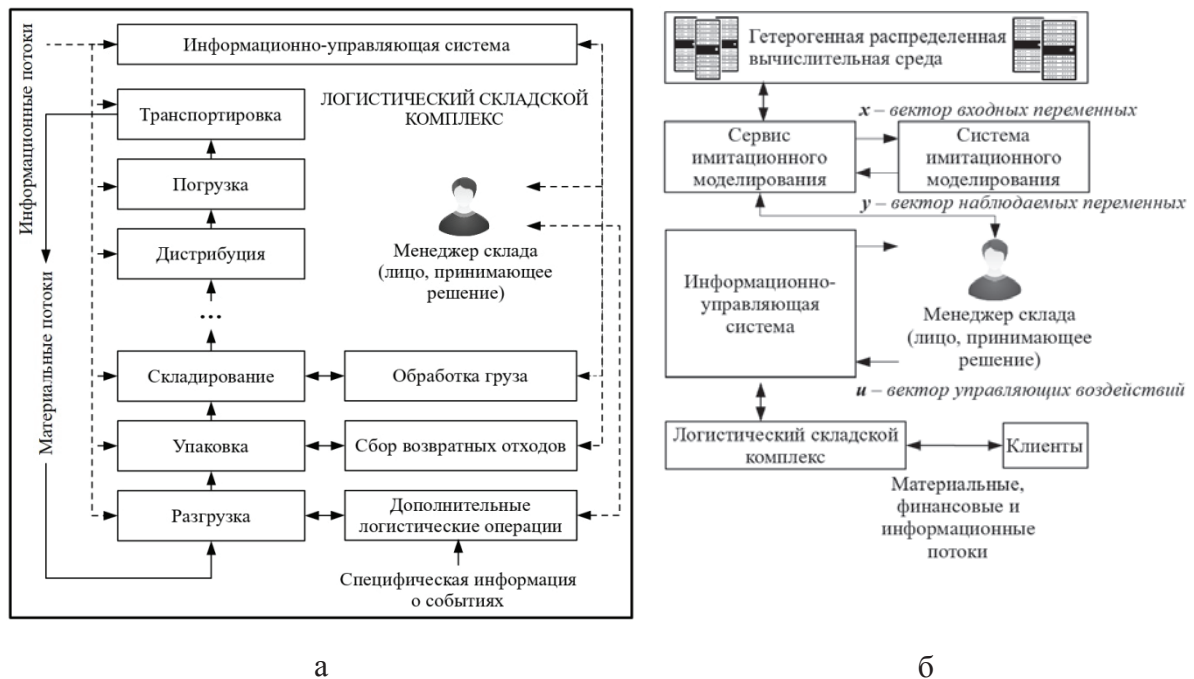 Информационно-управляющая система
Информационные потоки
ЛОГИСТИЧЕСКИЙ СКЛАДСКОЙ
КОМПЛЕКС
Транспортировка
Погрузка
Дистрибуция
Менеджер склада
(лицо, принимающее
решение)
...
Материальные потоки
Складирование
Обработка груза
Упаковка
Сбор возвратных отходов
Разгрузка
Дополнительные
логистические операции
Специфическая информация
о событиях
а
Гетерогенная распределенная
вычислительная среда
x – вектор входных переменных
Сервис
имитационного
моделирования
Система
имитационного
моделирования
y – вектор наблюдаемых переменных
Информационно-
управляющая
система
Менеджер склада
(лицо, принимающее
решение)
u – вектор управляющих воздействий
Логистический складской
комплекс
Клиенты
Материальные,
финансовые и
информационные
потоки
б